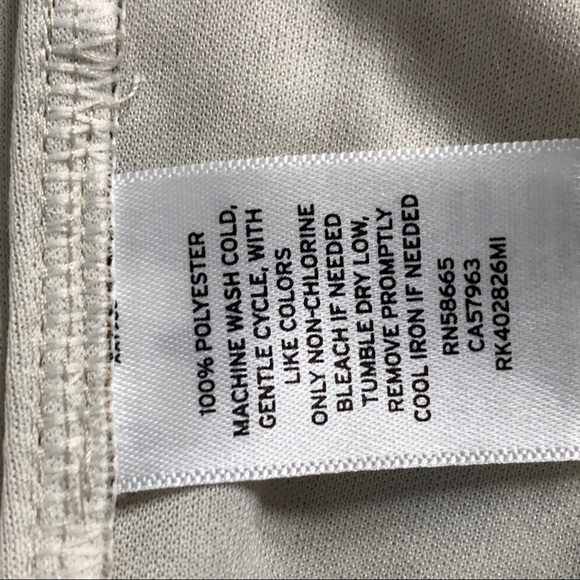 100% POLYESTER
MACHINE WASH COLD,
GENTLE CYCLE, WITH
LIKE COLORS
ONLY NON-CHLORINE
BLEACH IF NEEDED
TUMBLE DRY LOW,
REMOVE PROMPTLY
COOL IRON IF NEEDED
RN58665
CA57963
RK402826MI